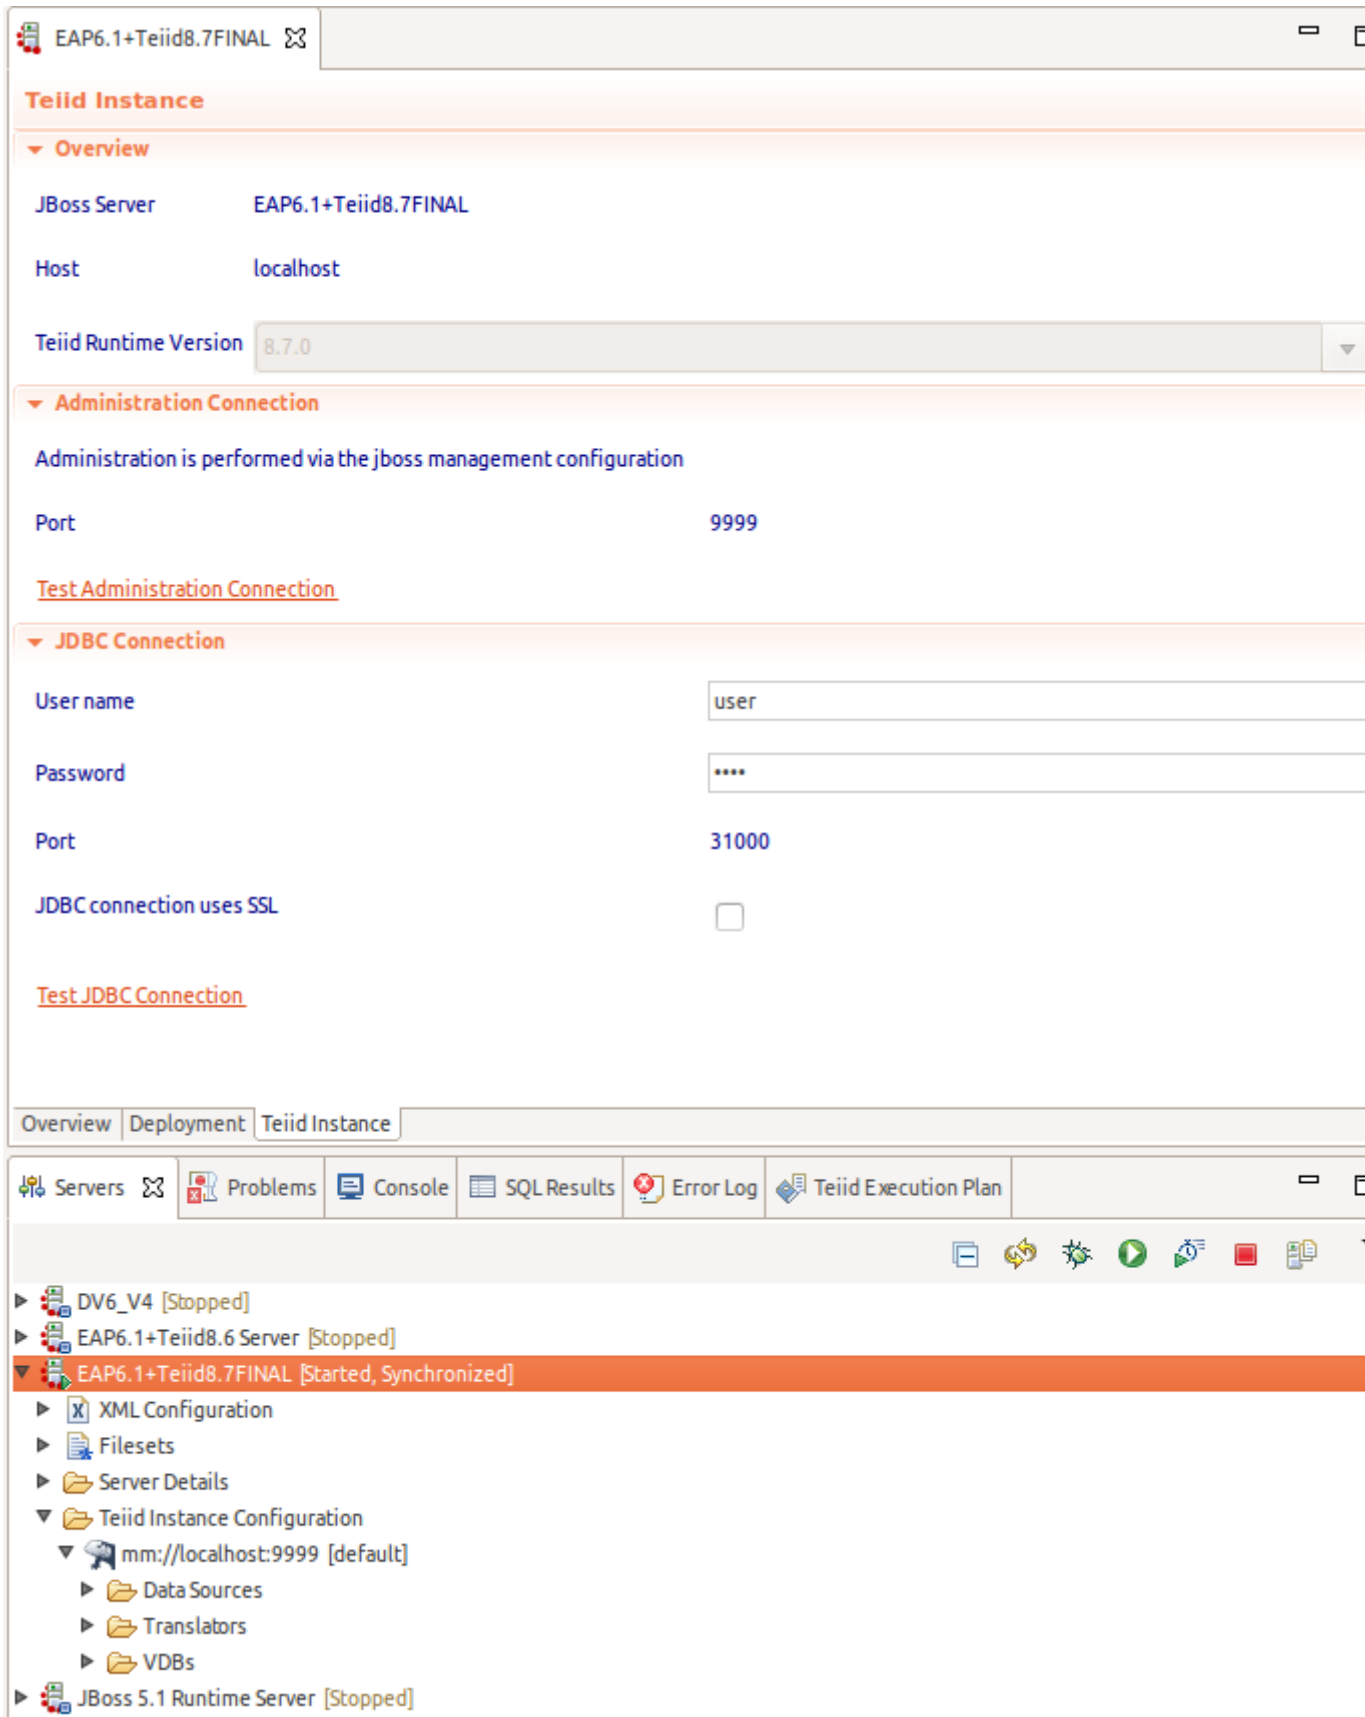 EAP6.1+Teiid8.7FINAL
Teiid Instance
Overview
JBoss Server EAP6.1+Teiid8.7FINAL
Host localhost
Teiid Runtime Version 8.7.0
Administration Connection
Administration is performed via the jboss management configuration
Port 9999
Test Administration Connection
JDBC Connection
User name user
Password ••••
Port 31000
JDBC connection uses SSL
Test JDBC Connection
Overview Deployment Teiid Instance
Servers Problems Console SQL Results Error Log Teiid Execution Plan
DV6_V4 [Stopped]
EAP6.1+Teiid8.6 Server [Stopped]
EAP6.1+Teiid8.7FINAL [Started, Synchronized]
XML Configuration
Filesets
Server Details
Teiid Instance Configuration
mm://localhost:9999 [default]
Data Sources
Translators
VDBs
JBoss 5.1 Runtime Server [Stopped]